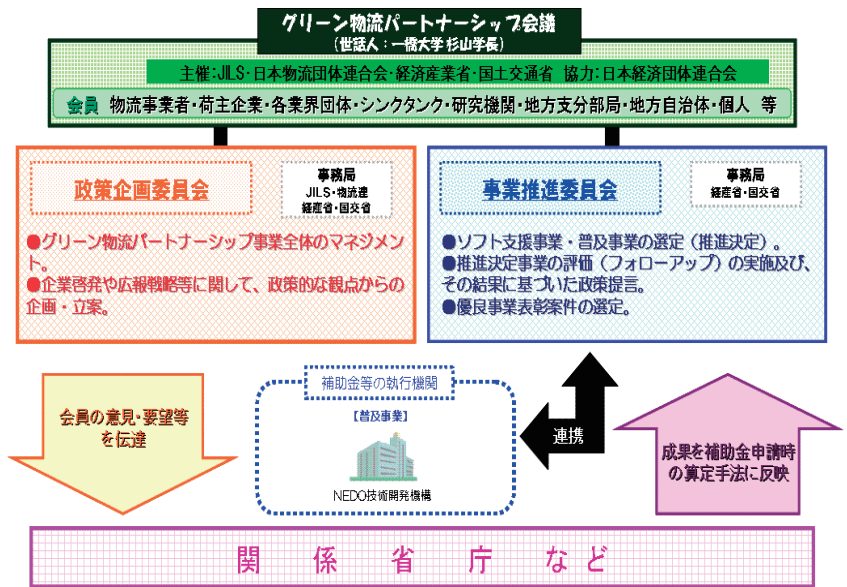 グリーン物流パートナーシップ会議
(世話人：一橋大学 杉山学長)
主催:JILS・日本物流団体連合会・経済産業省・国土交通省 協力:日本経済団体連合会
会員 物流事業者・荷主企業・各業界団体・シンクタンク・研究機関・地方支分部局・地方自治体・個人 等
政策企画委員会
事務局
JILS・物流連
経産省・国交省
●グリーン物流パートナーシップ事業全体のマネジメン
ト。
●企業啓発や広報戦略等に関して、政策的な観点からの
企画・立案。
事業推進委員会
事務局
経産省・国交省
●ソフト支援事業・普及事業の選定（推進決定）。
●推進決定事業の評価（フォローアップ）の実施及び、
その結果に基づいた政策提言。
●優良事業表彰案件の選定。
会員の意見・要望等
を伝達
補助金等の執行機関
【普及事業】
NEDO技術開発機構
連携
成果を補助金申請時
の算定手法に反映
関係省庁など